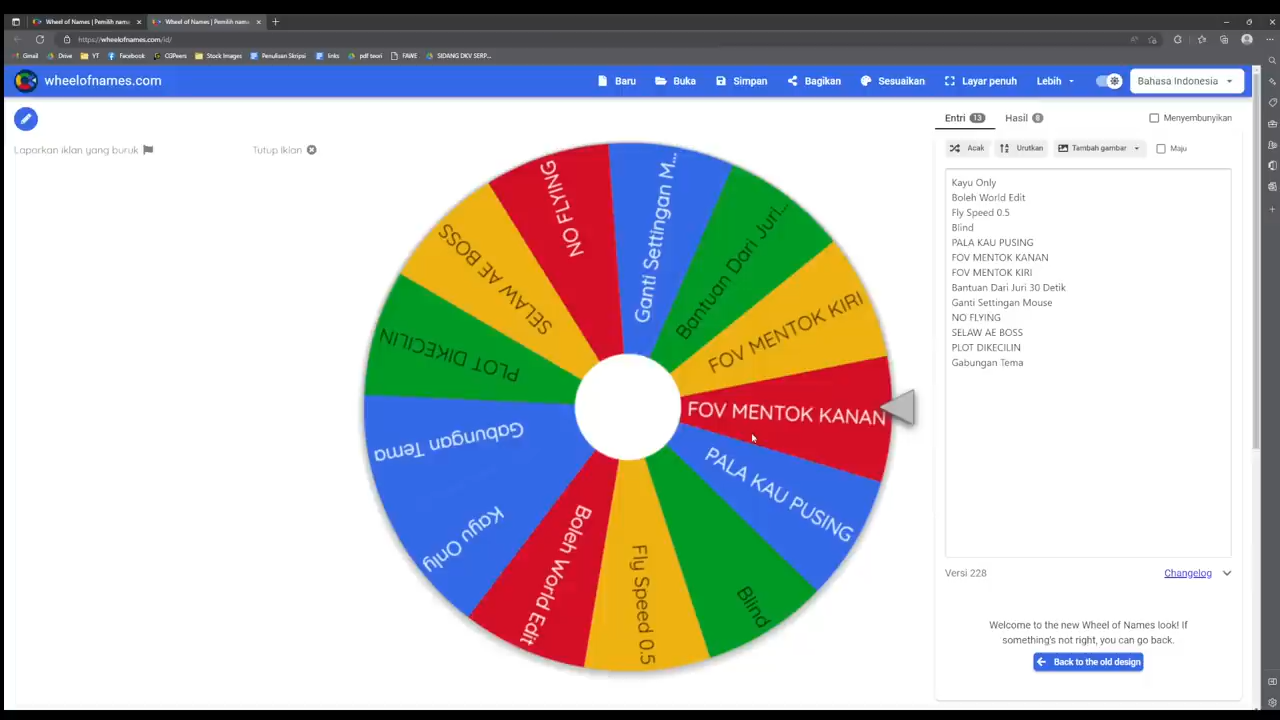 Wheel of Names | Pemilih nama
Wheel of Names | Pemilih nama
https://wheelofnames.com/id/
Gmail Drive YT Facebook CGPeers Stock Images Penulisan Skripsi links pdf teori FAWE SIDANG DKV SERP...
wheelofnames.com Baru Buka Simpan Bagikan Sesuaikan Layar penuh Lebih Bahasa Indonesia
Laporkan iklan yang buruk Tutup Iklan
Entri 13 Hasil 0 Menyembunyikan
Acak Urutkan Tambah gambar Maju
Kayu Only
Boleh World Edit
Fly Speed 0.5
Blind
PALA KAU PUSING
FOV MENTOK KANAN
FOV MENTOK KIRI
Bantuan Dari Juri 30 Detik
Ganti Settingan Mouse
NO FLYING
SELAW AE BOSS
PLOT DIKECILIN
Gabungan Tema
NO FLYING
Ganti Settingan M...
Bantuan Dari Juri...
FOV MENTOK KIRI
FOV MENTOK KANAN
PALA KAU PUSING
Blind
Fly Speed 0.5
Boleh World Edit
Kayu Only
Gabungan Tema
PLOT DIKECILIN
SELAW AE BOSS
Versi 228 Changelog
Welcome to the new Wheel of Names look! If
something's not right, you can go back.
Back to the old design